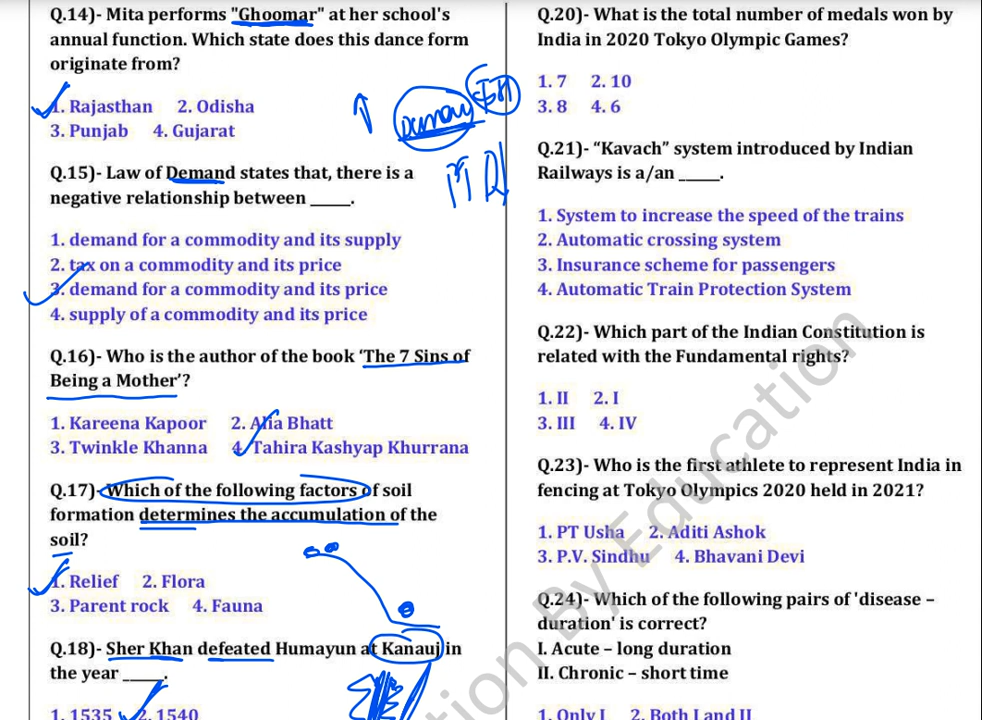 Q.14)- Mita performs "Ghoomar" at her school's
annual function. Which state does this dance form
originate from?
1. Rajasthan 2. Odisha
3. Punjab 4. Gujarat
Q.15)- Law of Demand states that, there is a
negative relationship between _____.
1. demand for a commodity and its supply
2. tax on a commodity and its price
3. demand for a commodity and its price
4. supply of a commodity and its price
Q.16)- Who is the author of the book ‘The 7 Sins of
Being a Mother’?
1. Kareena Kapoor 2. Alia Bhatt
3. Twinkle Khanna 4. Tahira Kashyap Khurrana
Q.17)- Which of the following factors of soil
formation determines the accumulation of the
soil?
1. Relief 2. Flora
3. Parent rock 4. Fauna
Q.18)- Sher Khan defeated Humayun at Kanauj in
the year _____.
1. 1535 2. 1540
Q.20)- What is the total number of medals won by
India in 2020 Tokyo Olympic Games?
1. 7 2. 10
3. 8 4. 6
Q.21)- “Kavach” system introduced by Indian
Railways is a/an _____.
1. System to increase the speed of the trains
2. Automatic crossing system
3. Insurance scheme for passengers
4. Automatic Train Protection System
Q.22)- Which part of the Indian Constitution is
related with the Fundamental rights?
1. II 2. I
3. III 4. IV
Q.23)- Who is the first athlete to represent India in
fencing at Tokyo Olympics 2020 held in 2021?
1. PT Usha 2. Aditi Ashok
3. P.V. Sindhu 4. Bhavani Devi
Q.24)- Which of the following pairs of 'disease –
duration' is correct?
I. Acute – long duration
II. Chronic – short time
1. Only I 2. Both I and II
By Education